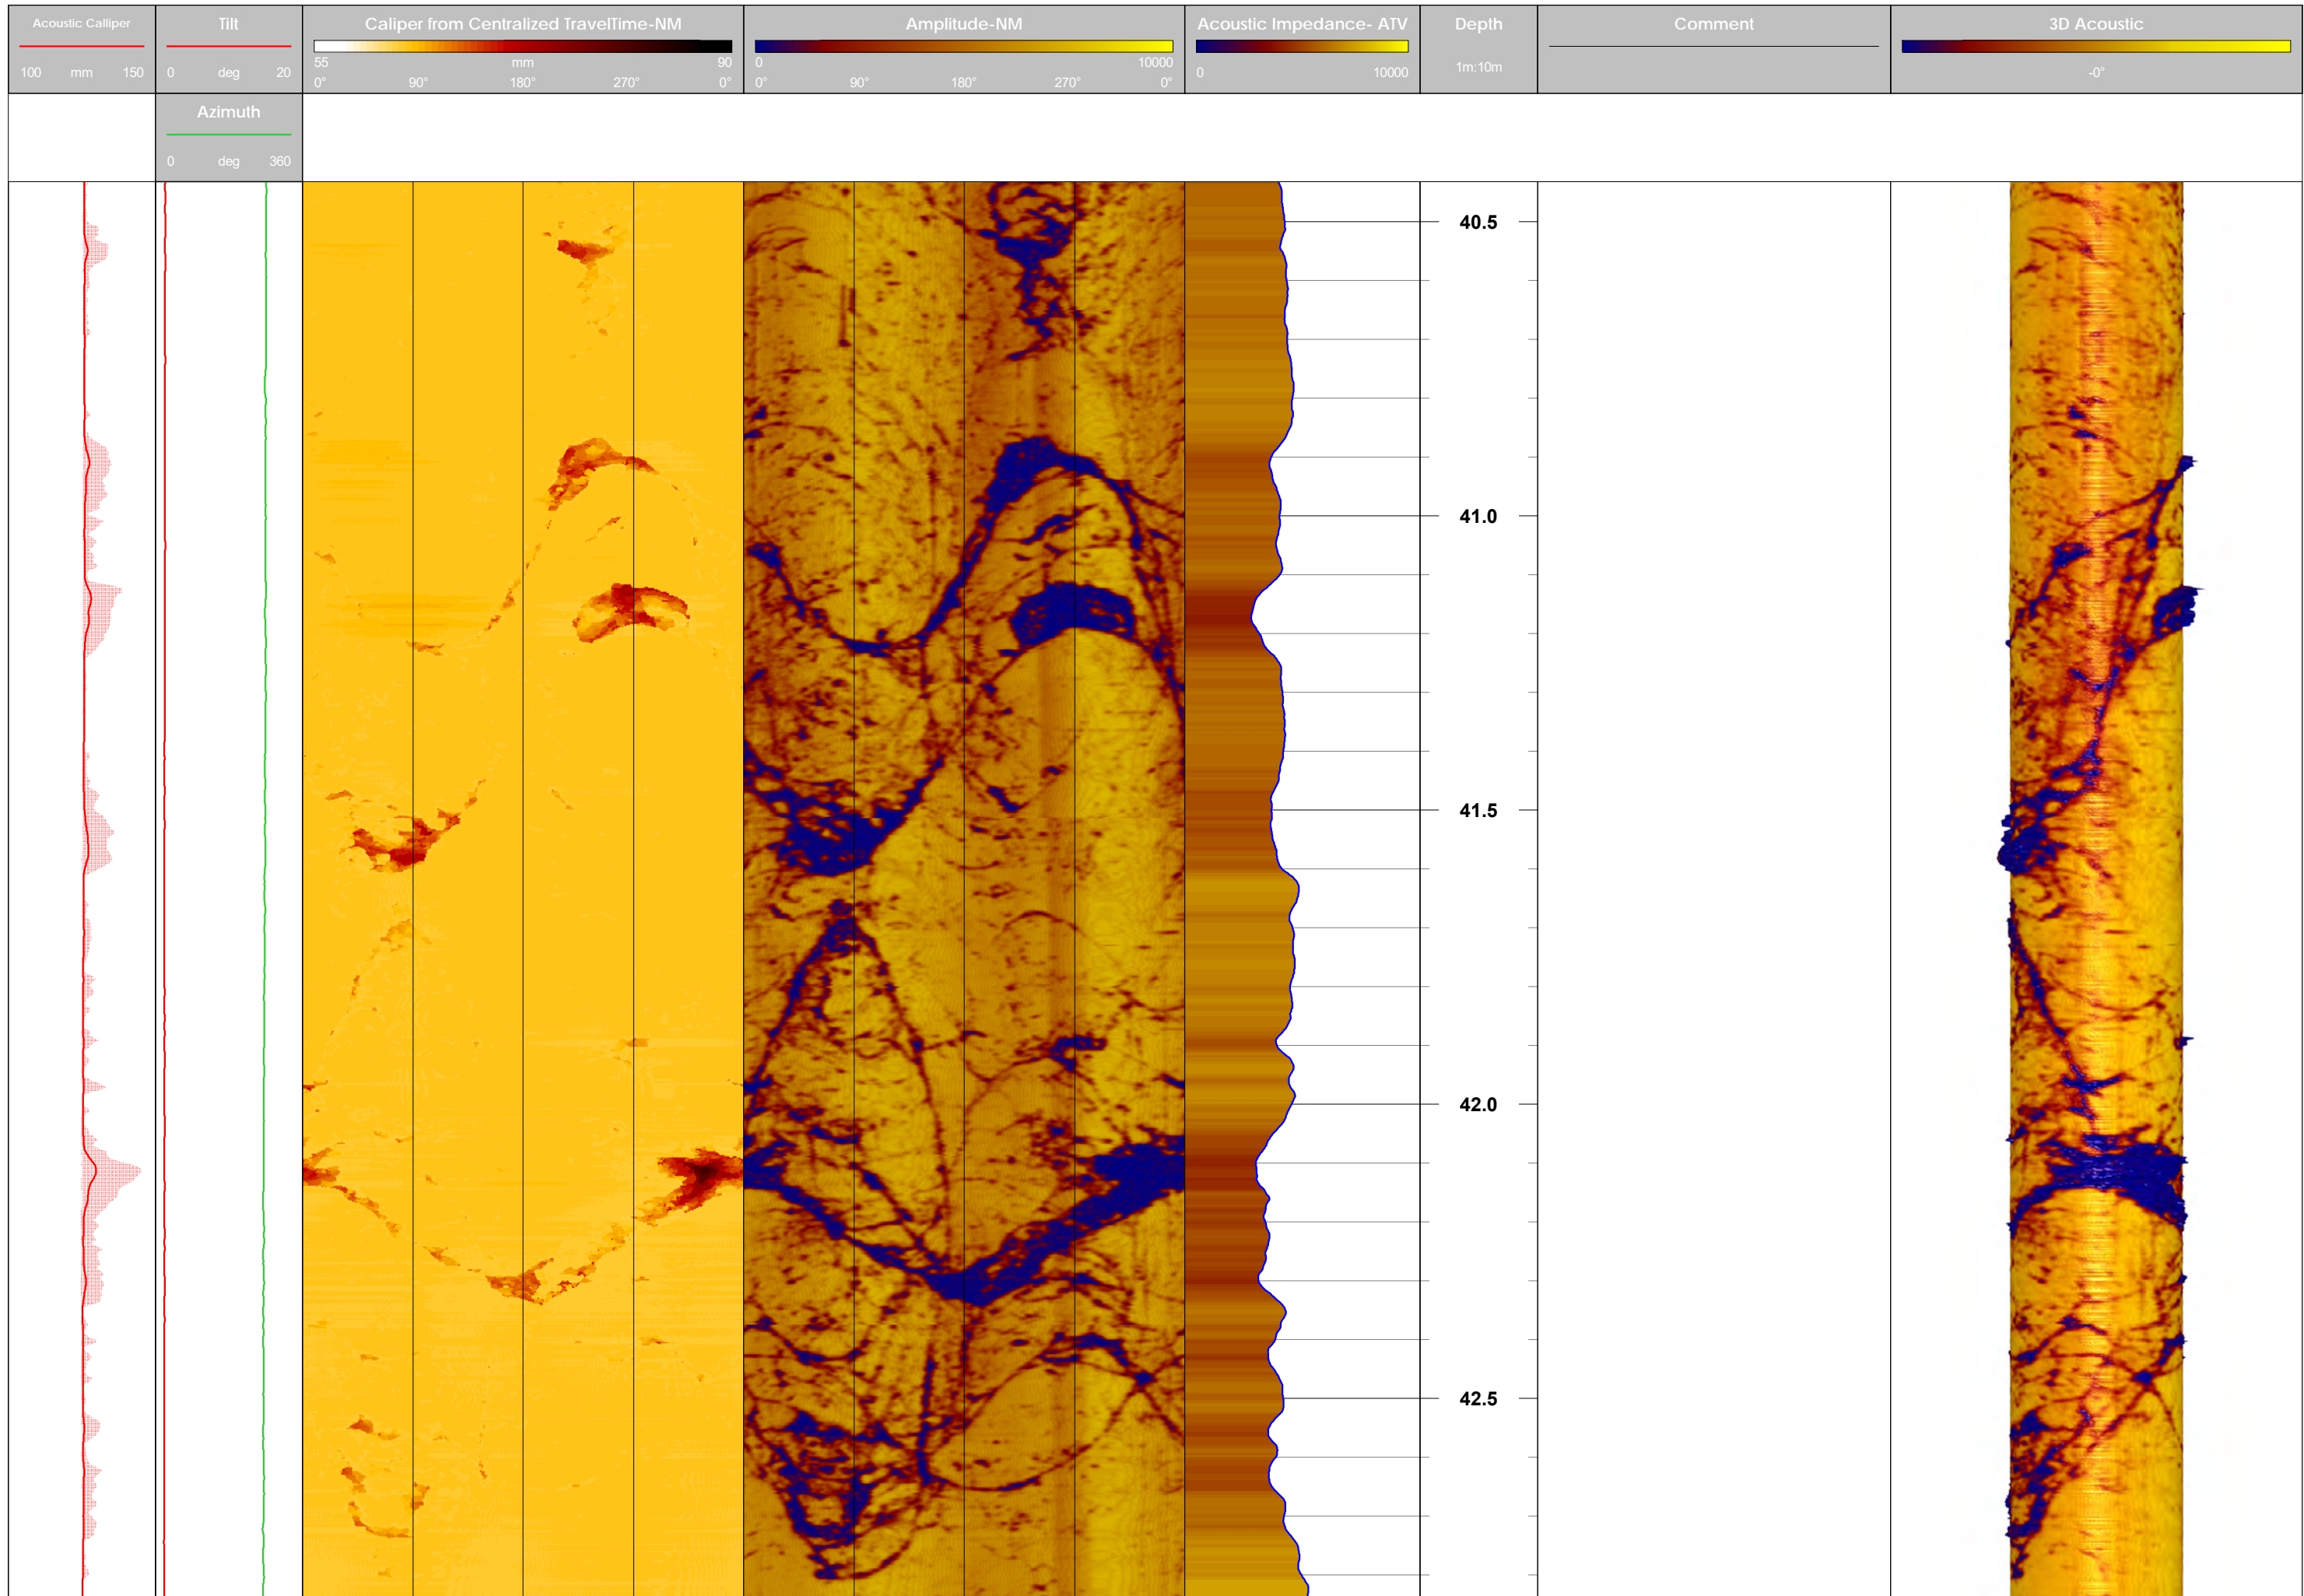 Acoustic Calliper
100 mm 150
Tilt
0 deg 20
Azimuth
0 deg 360
Caliper from Centralized TravelTime-NM
55 mm 90
0° 90° 180° 270° 0°
Amplitude-NM
0 10000
0° 90° 180° 270° 0°
Acoustic Impedance- ATV
0 10000
Depth
1m:10m
Comment
3D Acoustic
-0°
40.5
41.0
41.5
42.0
42.5